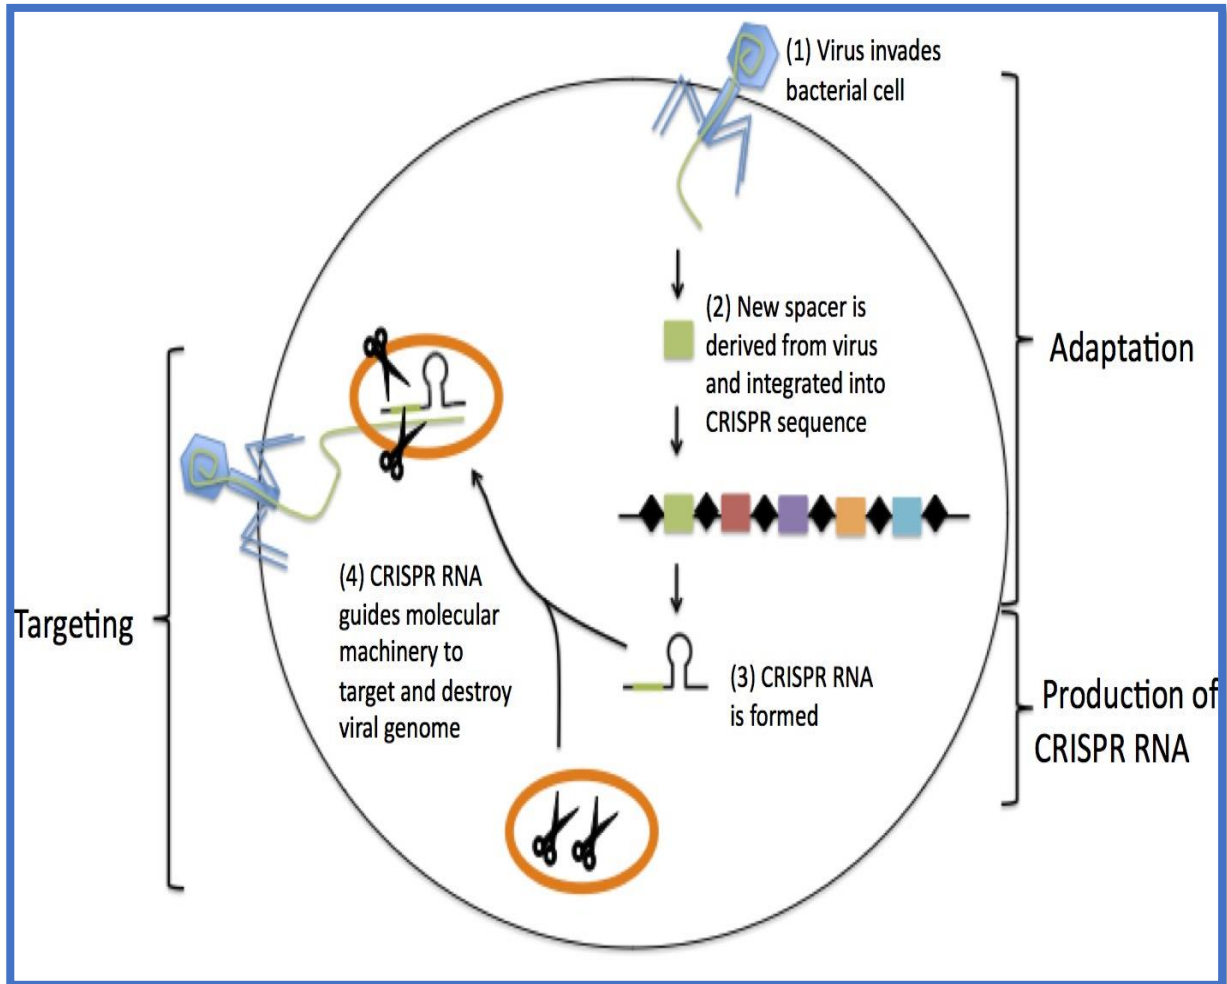 (1) Virus invades
bacterial cell
(2) New spacer is
derived from virus
and integrated into
CRISPR sequence
Adaptation
(3) CRISPR RNA
is formed
Production of
CRISPR RNA
(4) CRISPR RNA
guides molecular
machinery to
target and destroy
viral genome
Targeting